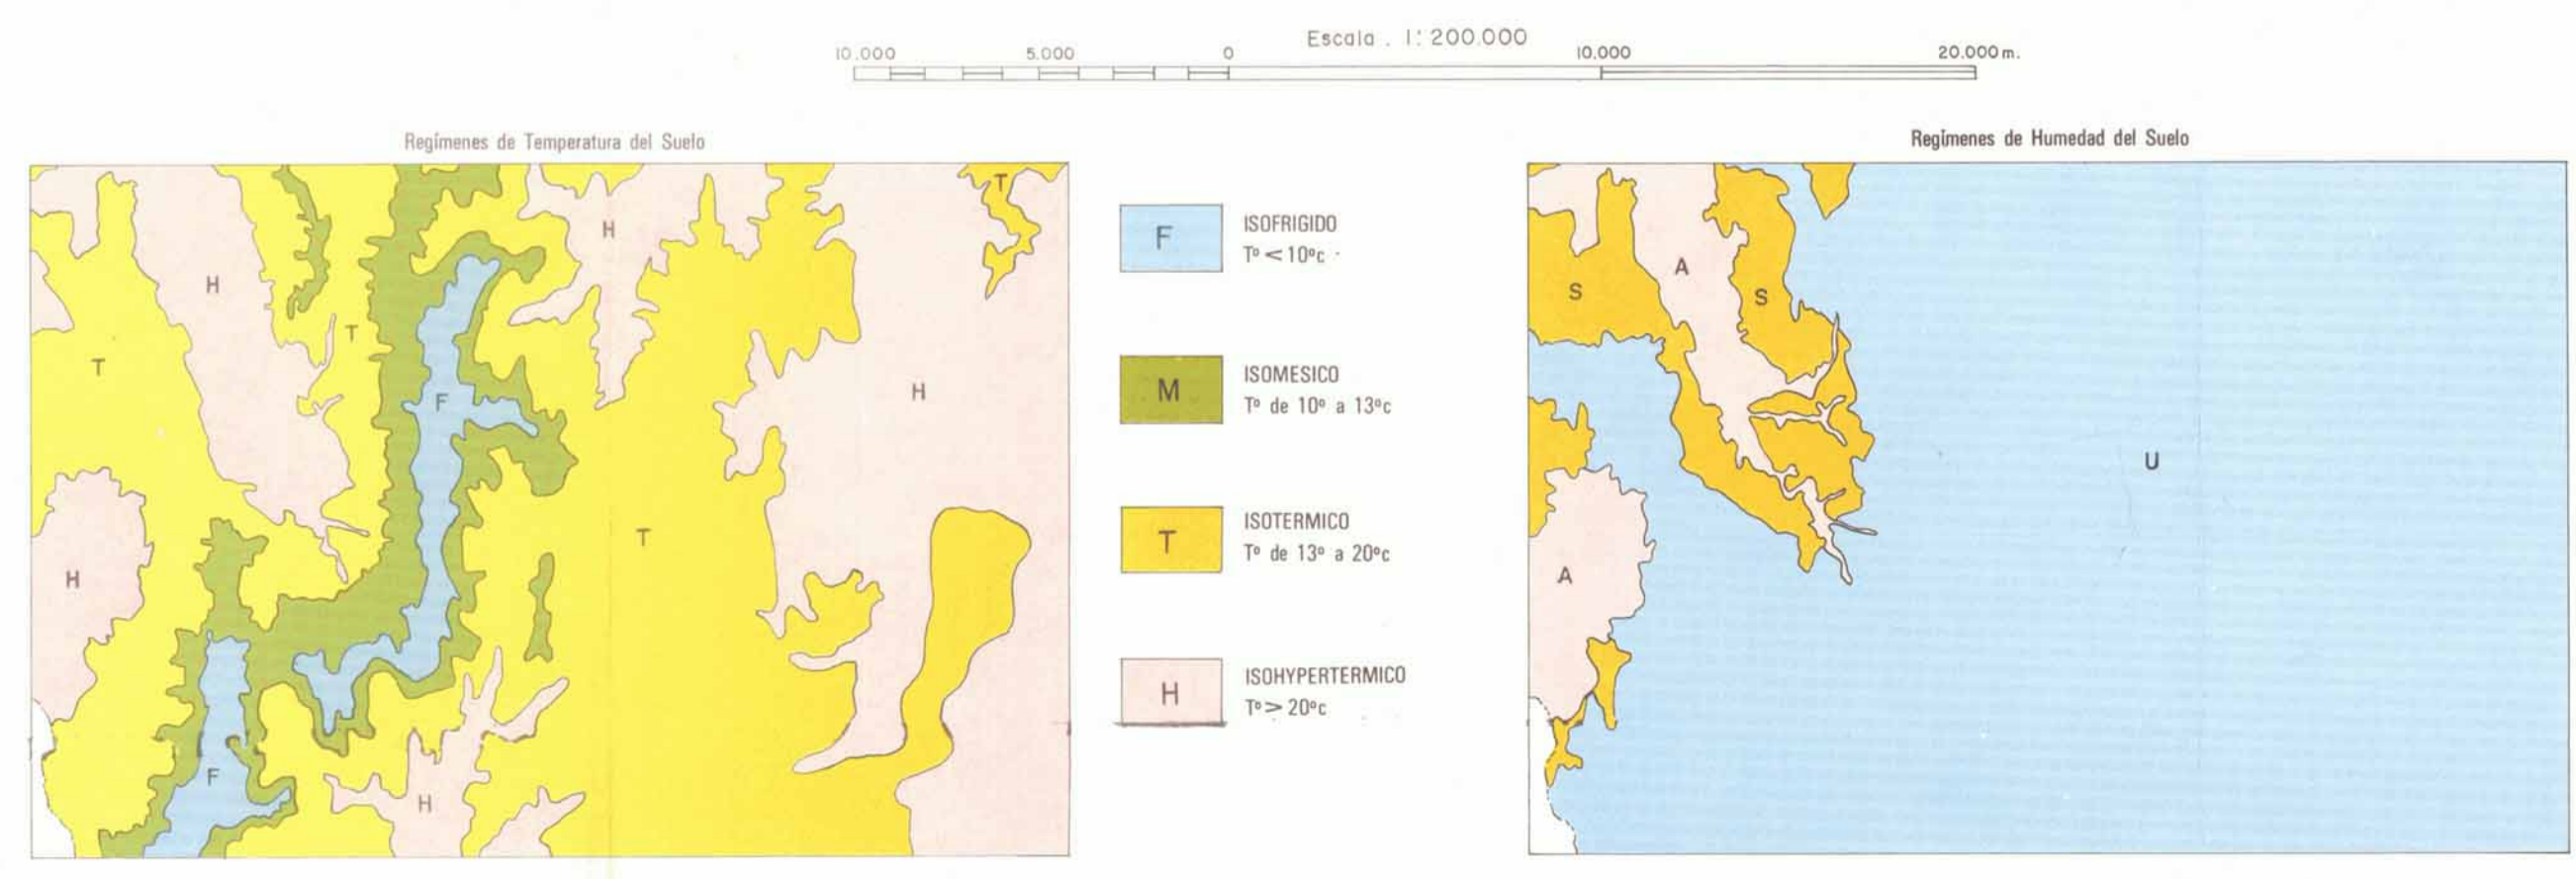 Escala . 1:200.000
10.000 5.000 0 10.000 20.000 m.
Regímenes de Temperatura del Suelo
Regímenes de Humedad del Suelo
T
H
H
T
T
F
H
T
H
F
H
F
ISOFRIGIDO
Tº < 10ºc
M
ISOMESICO
Tº de 10º a 13ºc
T
ISOTERMICO
Tº de 13º a 20ºc
H
ISOHYPERTERMICO
Tº > 20ºc
A
S
S
U
A